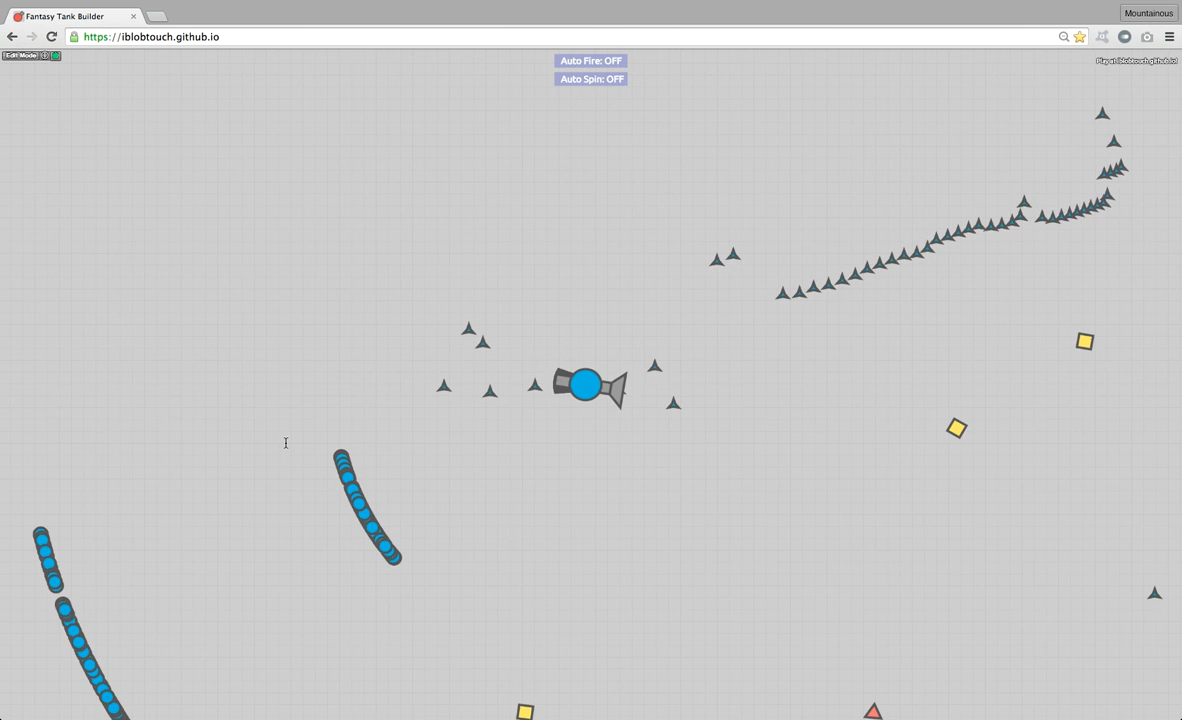 Fantasy Tank Builder
Mountainous
https://iblobtouch.github.io
Edit Mode
Auto Fire: OFF
Auto Spin: OFF
Play at iblobtouch.github.io!